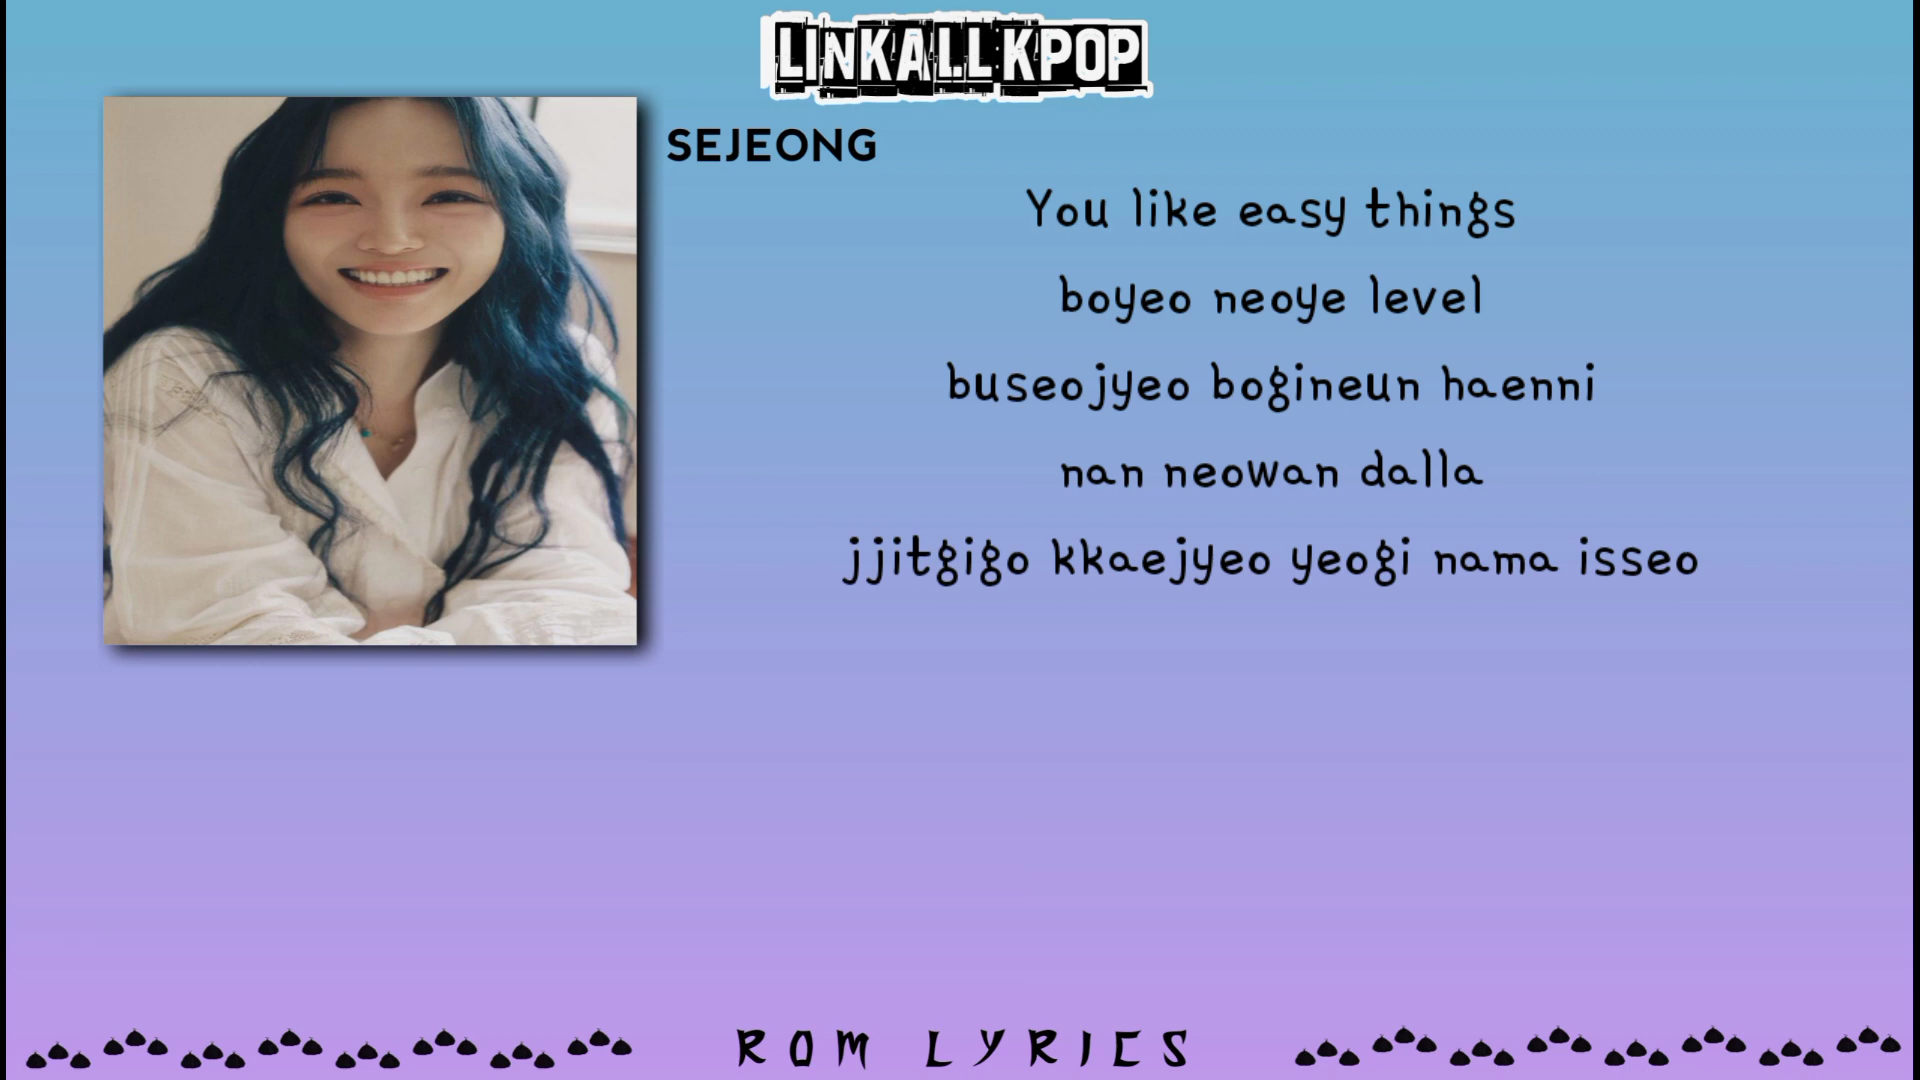 LINKALLKPOP
SEJEONG
You like easy things
boyeo neoye level
buseojyeo bogineun haenni
nan neowan dalla
jjitgigo kkaejyeo yeogi nama isseo
ROM LYRICS